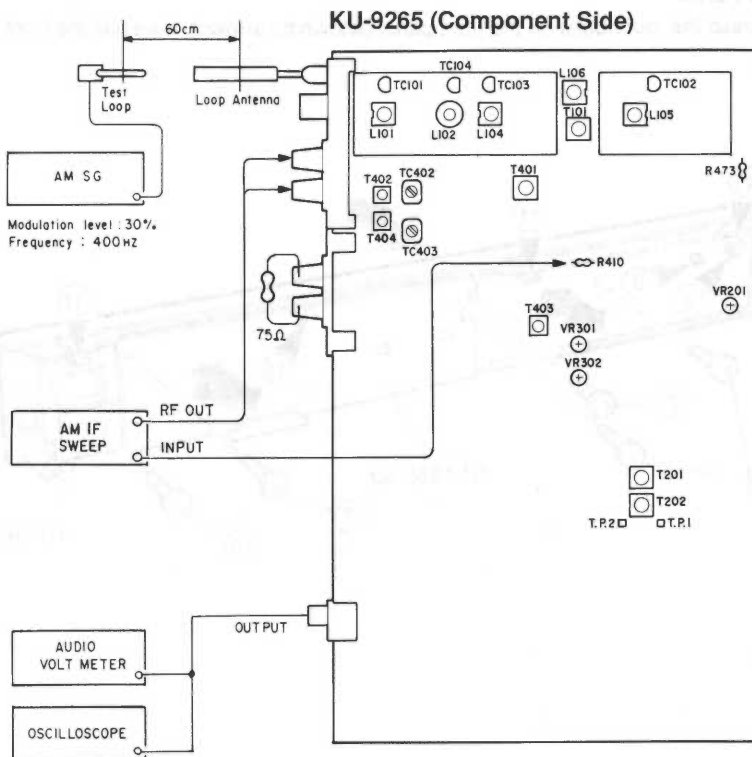 KU-9265 (Component Side)
60cm
Test
Loop
Loop Antenna
TC104
TC101
TC103
L106
TC102
L101
L102
L104
T101
L105
AM SG
T402
TC402
T401
R473
Modulation level : 30%
Frequency : 400HZ
T404
TC403
R410
VR201
75Ω
T403
VR301
VR302
RF OUT
AM IF
SWEEP
INPUT
T201
T202
T.P.2
T.P.1
OUTPUT
AUDIO
VOLT METER
OSCILLOSCOPE